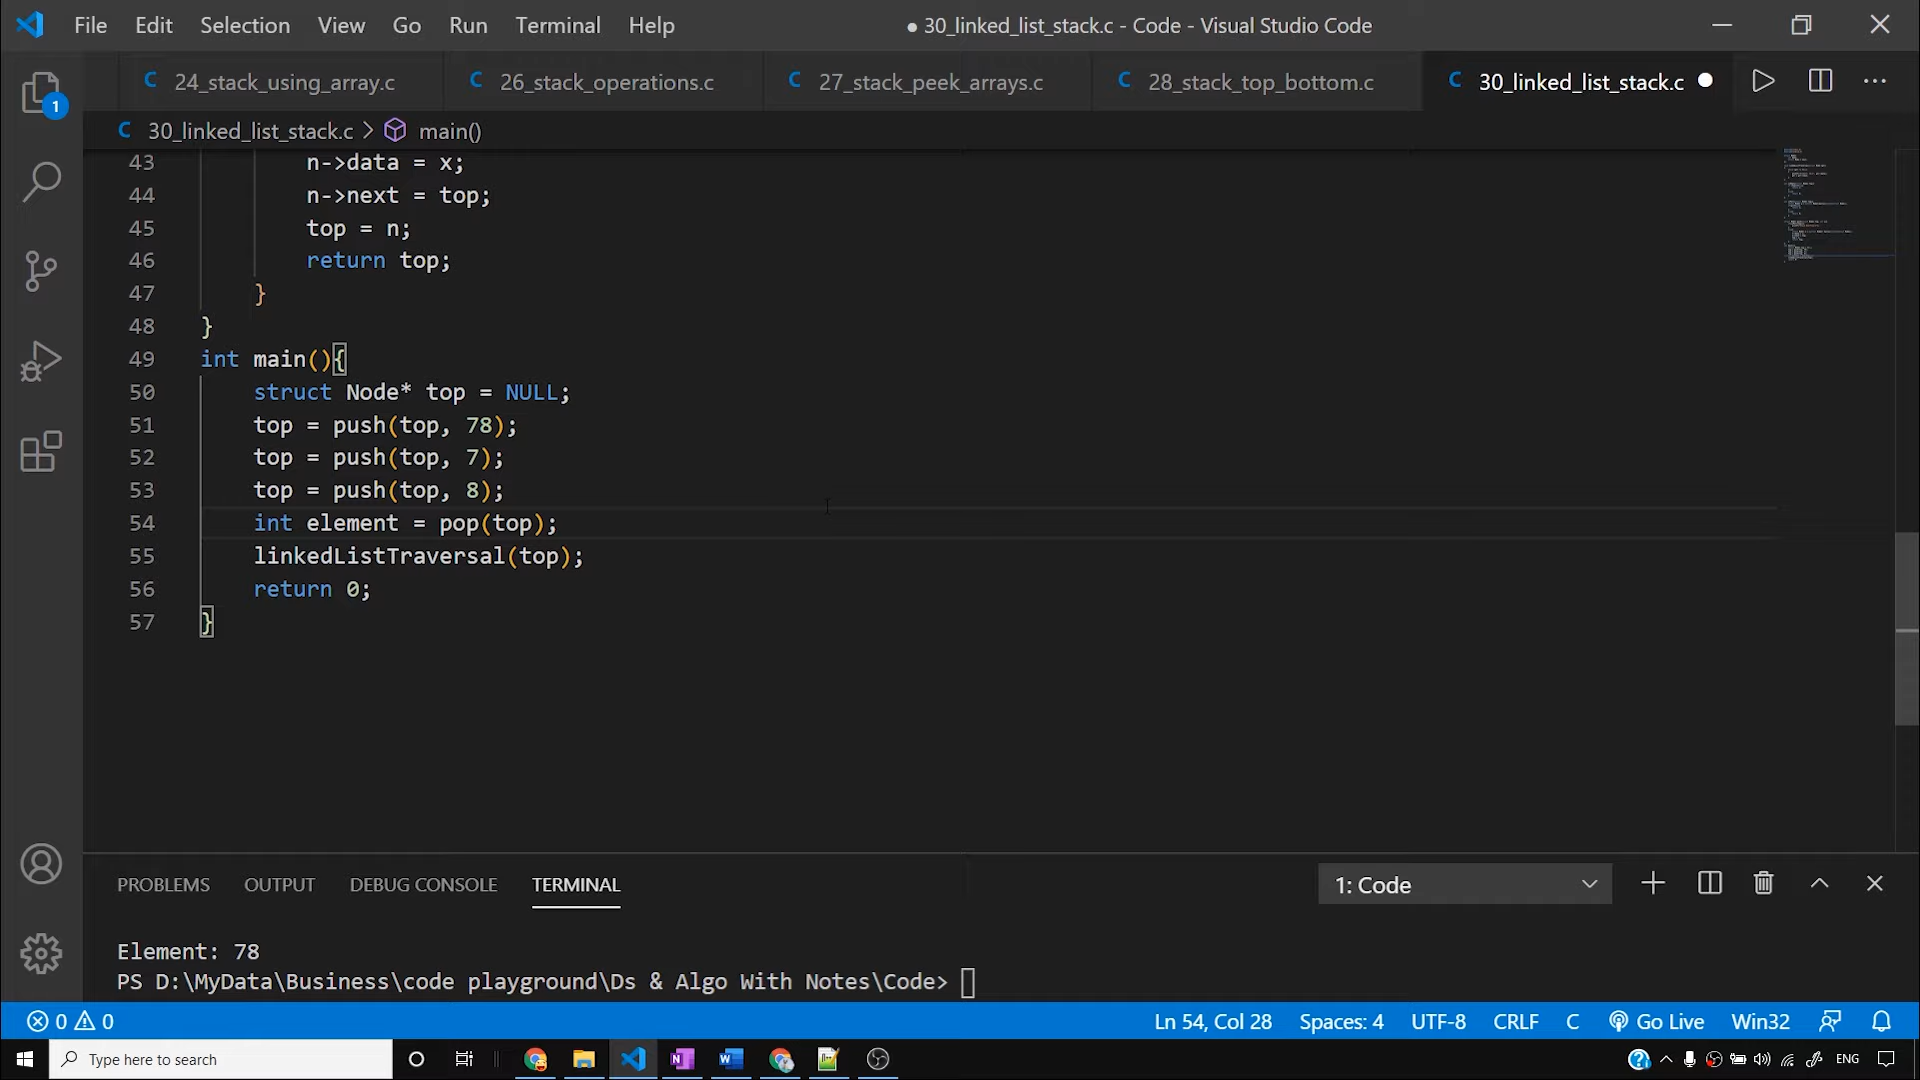 File Edit Selection View Go Run Terminal Help ● 30_linked_list_stack.c - Code - Visual Studio Code
C 24_stack_using_array.c C 26_stack_operations.c C 27_stack_peek_arrays.c C 28_stack_top_bottom.c C 30_linked_list_stack.c ● ...
1
C 30_linked_list_stack.c > main()
43 n->data = x;
44 n->next = top;
45 top = n;
46 return top;
47 }
48 }
49 int main(){
50 struct Node* top = NULL;
51 top = push(top, 78);
52 top = push(top, 7);
53 top = push(top, 8);
54 int element = pop(top);
55 linkedListTraversal(top);
56 return 0;
57 }
PROBLEMS OUTPUT DEBUG CONSOLE TERMINAL 1: Code
Element: 78
PS D:\MyData\Business\code playground\Ds & Algo With Notes\Code>
0 0 Ln 54, Col 28 Spaces: 4 UTF-8 CRLF C Go Live Win32
Type here to search ENG